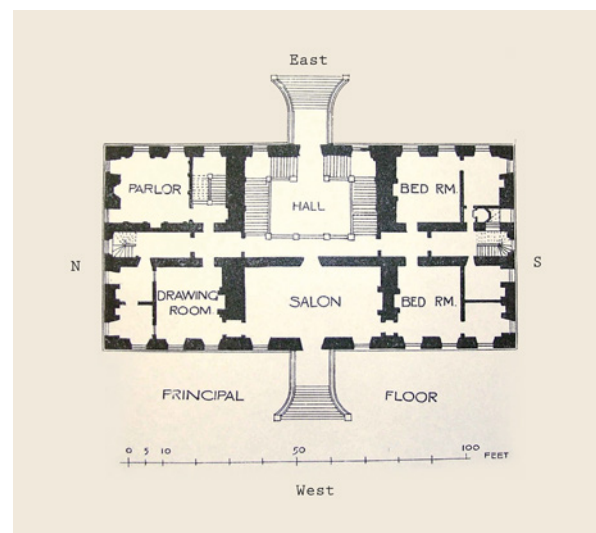 East
PARLOR
HALL
BED RM.
N
S
DRAWING
ROOM.
SALON
BED RM.
PRINCIPAL FLOOR
0 5 10 50 100 FEET
West